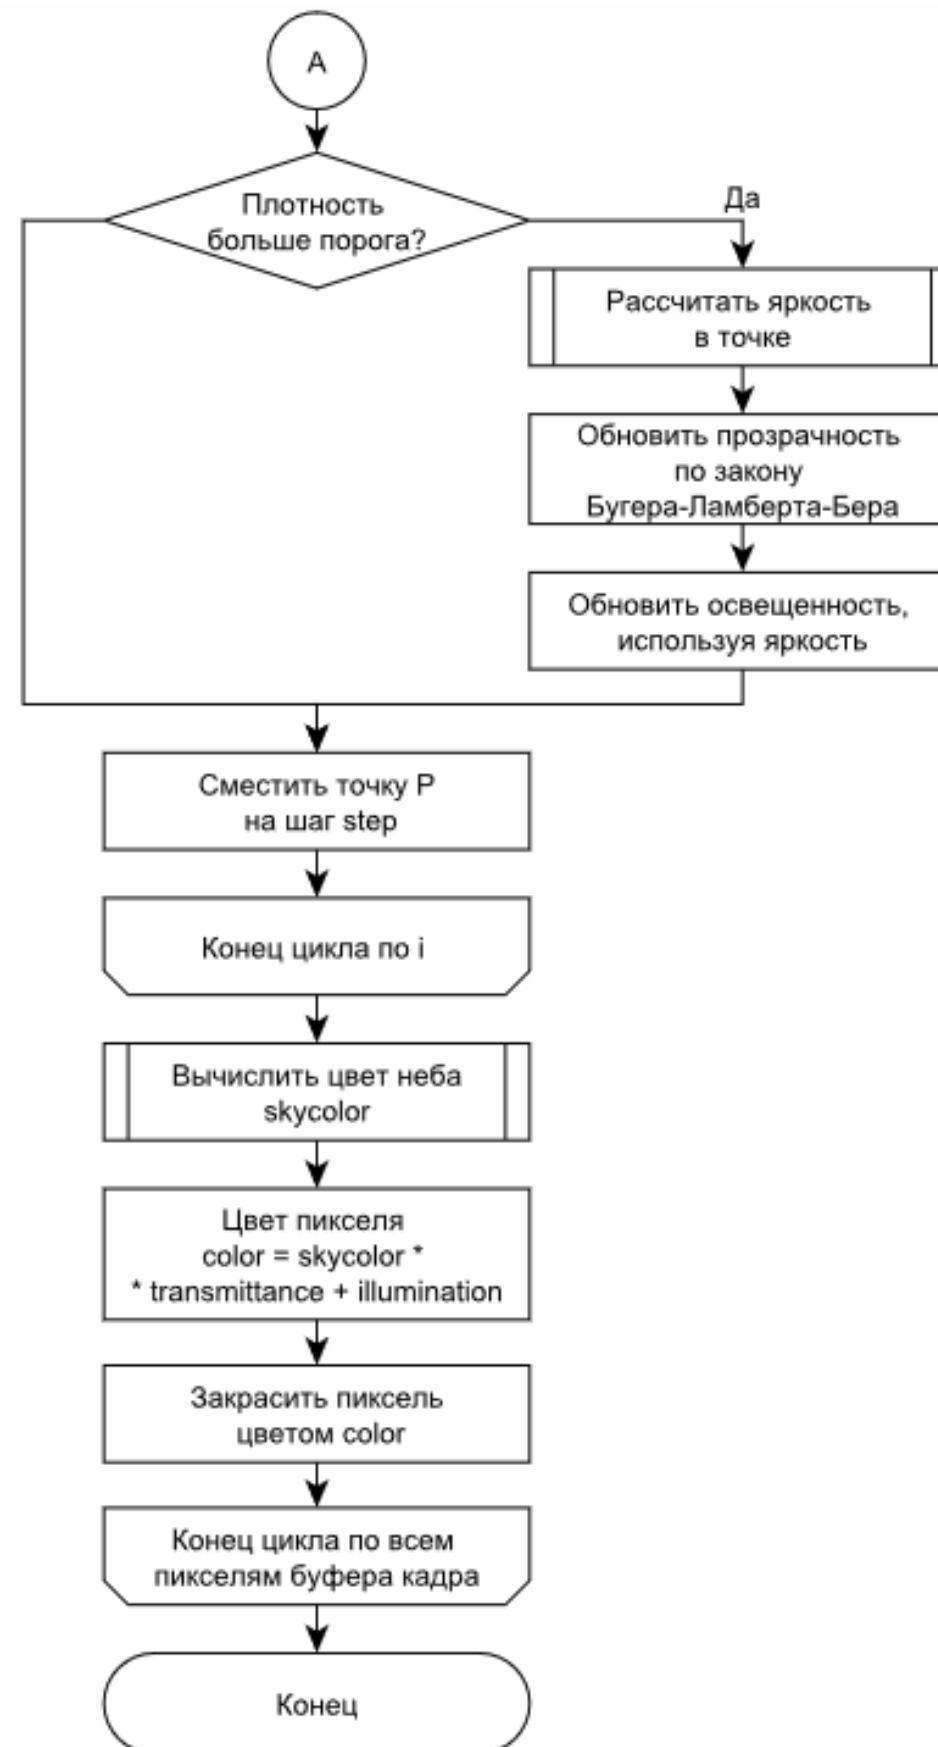 А
Плотность
больше порога?
Да
Рассчитать яркость
в точке
Обновить прозрачность
по закону
Бугера-Ламберта-Бера
Обновить освещенность,
используя яркость
Сместить точку P
на шаг step
Конец цикла по i
Вычислить цвет неба
skycolor
Цвет пикселя
color = skycolor *
* transmittance + illumination
Закрасить пиксель
цветом color
Конец цикла по всем
пикселям буфера кадра
Конец